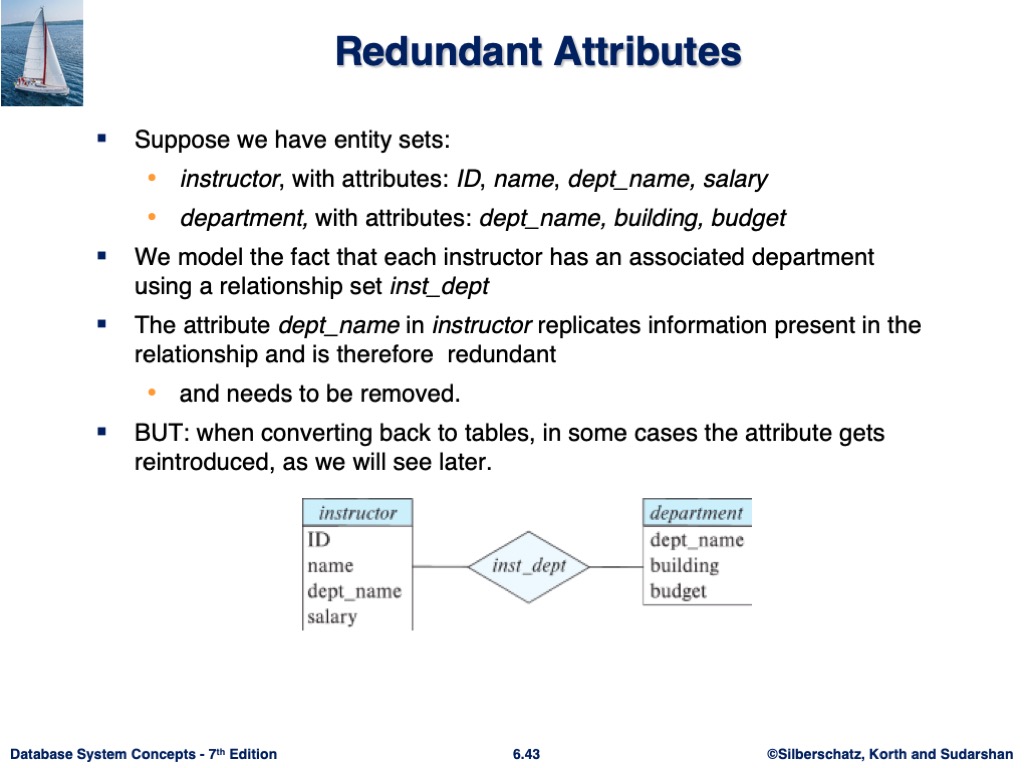 Redundant Attributes
Suppose we have entity sets:
instructor, with attributes: ID, name, dept_name, salary
department, with attributes: dept_name, building, budget
We model the fact that each instructor has an associated department
using a relationship set inst_dept
The attribute dept_name in instructor replicates information present in the
relationship and is therefore  redundant
and needs to be removed.
BUT: when converting back to tables, in some cases the attribute gets
reintroduced, as we will see later.
instructor
ID
name
dept_name
salary
inst_dept
department
dept_name
building
budget
Database System Concepts - 7th Edition
6.43
©Silberschatz, Korth and Sudarshan